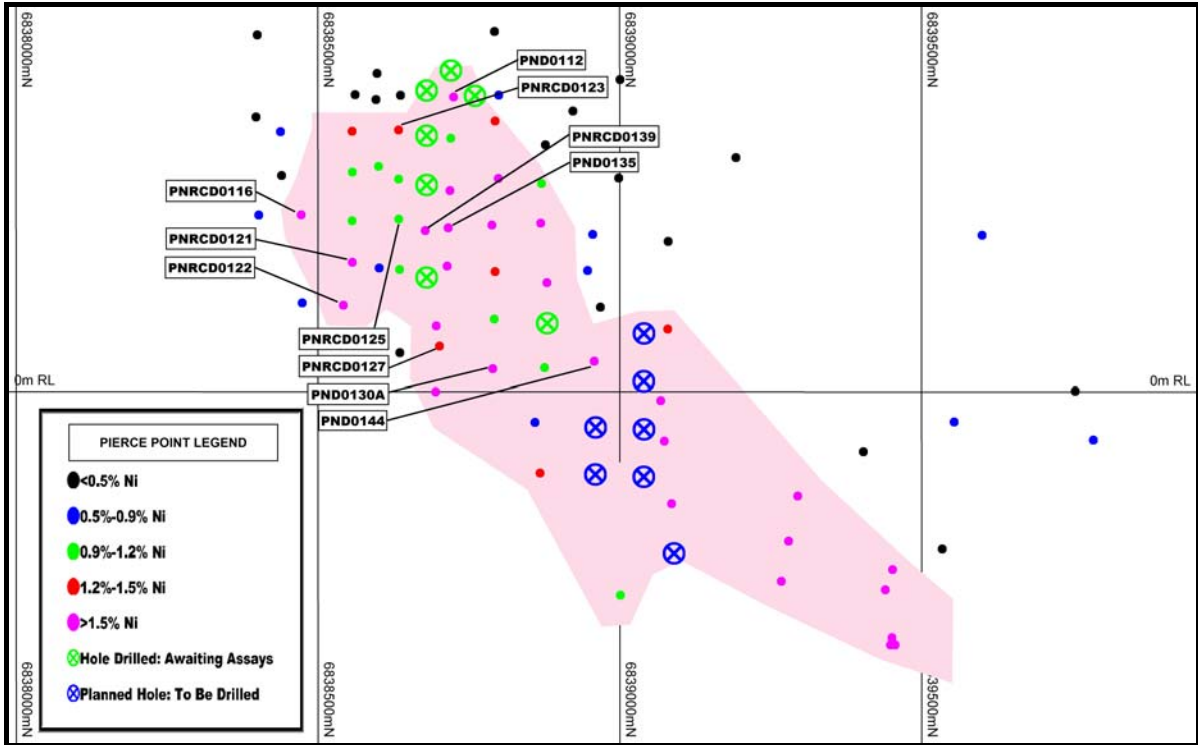 6838000mN
6838500mN
6839000mN
6839500mN
PND0112
PNRCD0123
PNRCD0139
PND0135
PNRCD0116
PNRCD0121
PNRCD0122
PNRCD0125
PNRCD0127
PND0130A
PND0144
0m RL
0m RL
PIERCE POINT LEGEND
<0.5% Ni
0.5%-0.9% Ni
0.9%-1.2% Ni
1.2%-1.5% Ni
>1.5% Ni
Hole Drilled: Awaiting Assays
Planned Hole: To Be Drilled
6838000mN
6838500mN
6839000mN
6839500mN